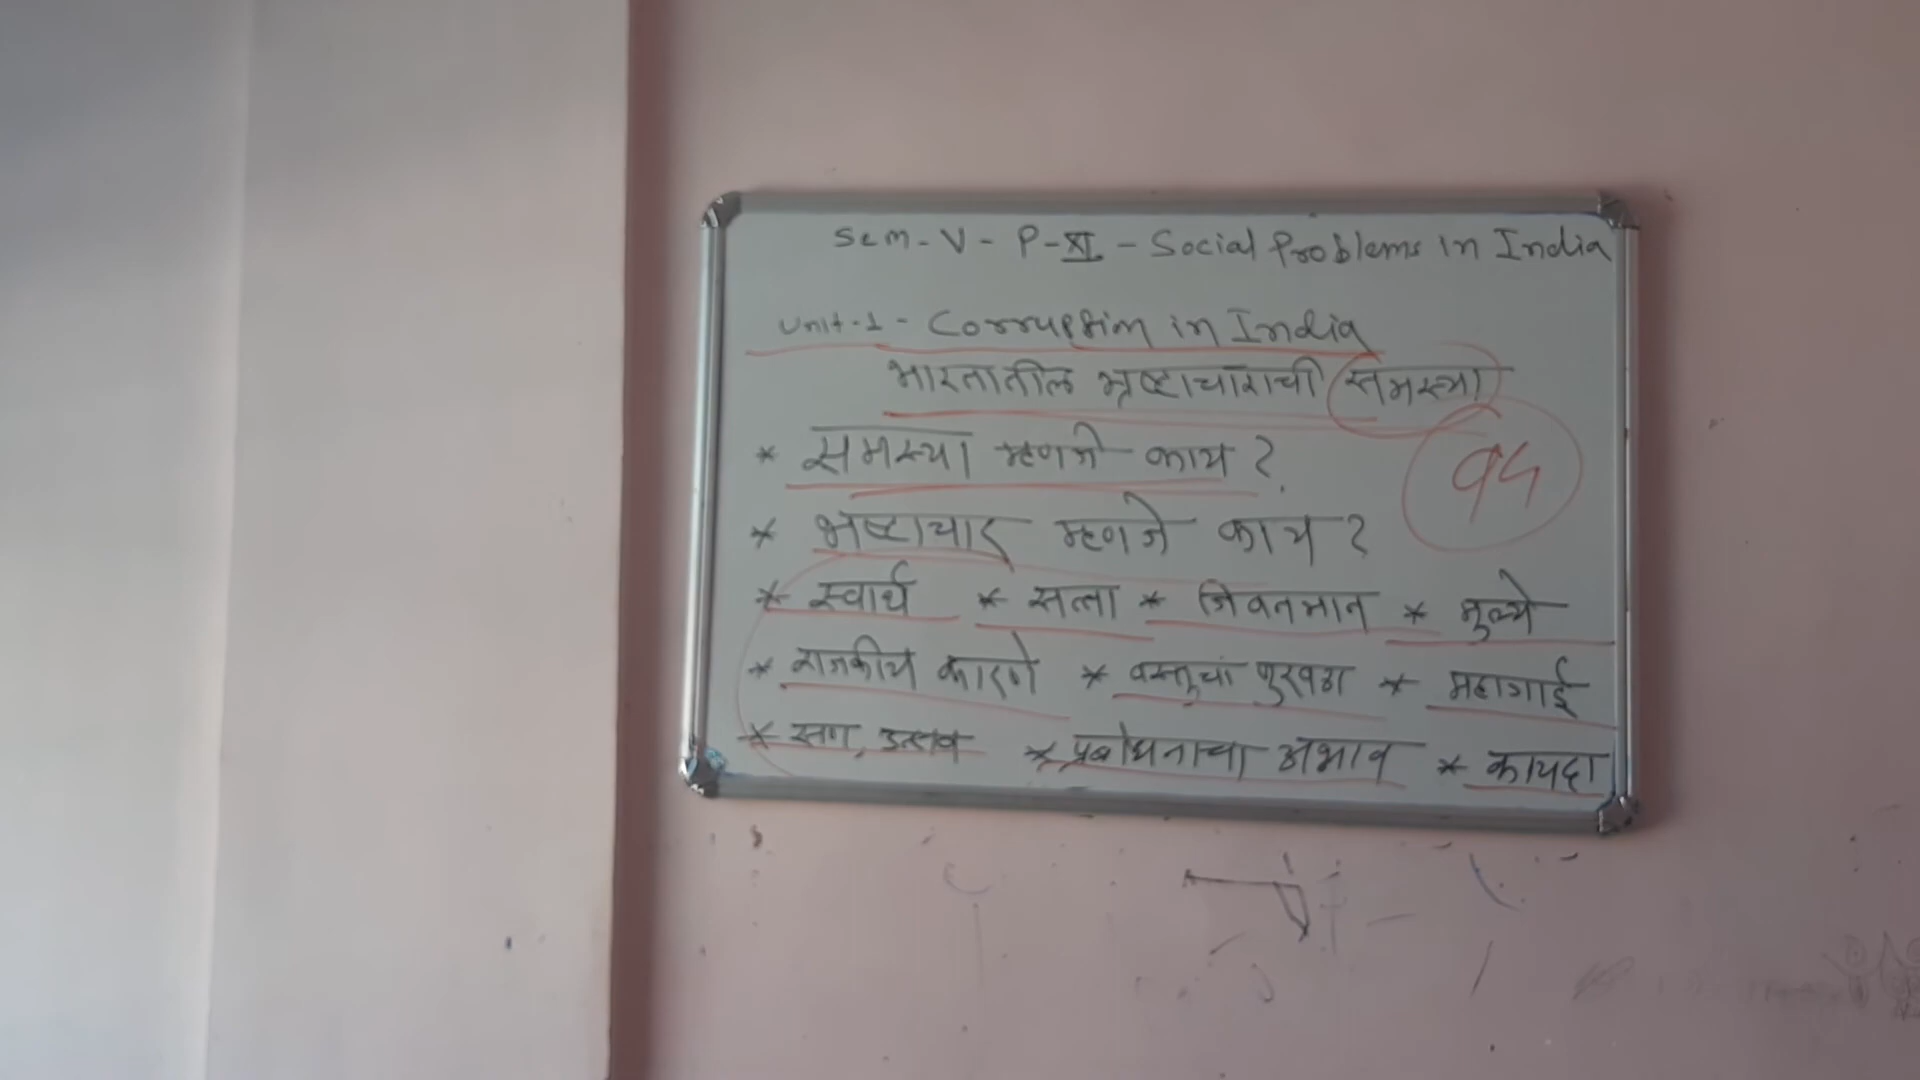 Sem - V - P - XI - Social Problems in India
Unit-1 - Corruption in India
भारतातील भ्रष्टाचाराची समस्या
* समस्या म्हणजे काय ?
१५
* भ्रष्टाचार म्हणजे काय ?
* स्वार्थ * सत्ता * जिवनमान * मुल्ये
* राजकीय कारणे * वस्तुचा पुरवठा * महागाई
* सण, उत्सव * प्रबोधनाचा अभाव * कायदा